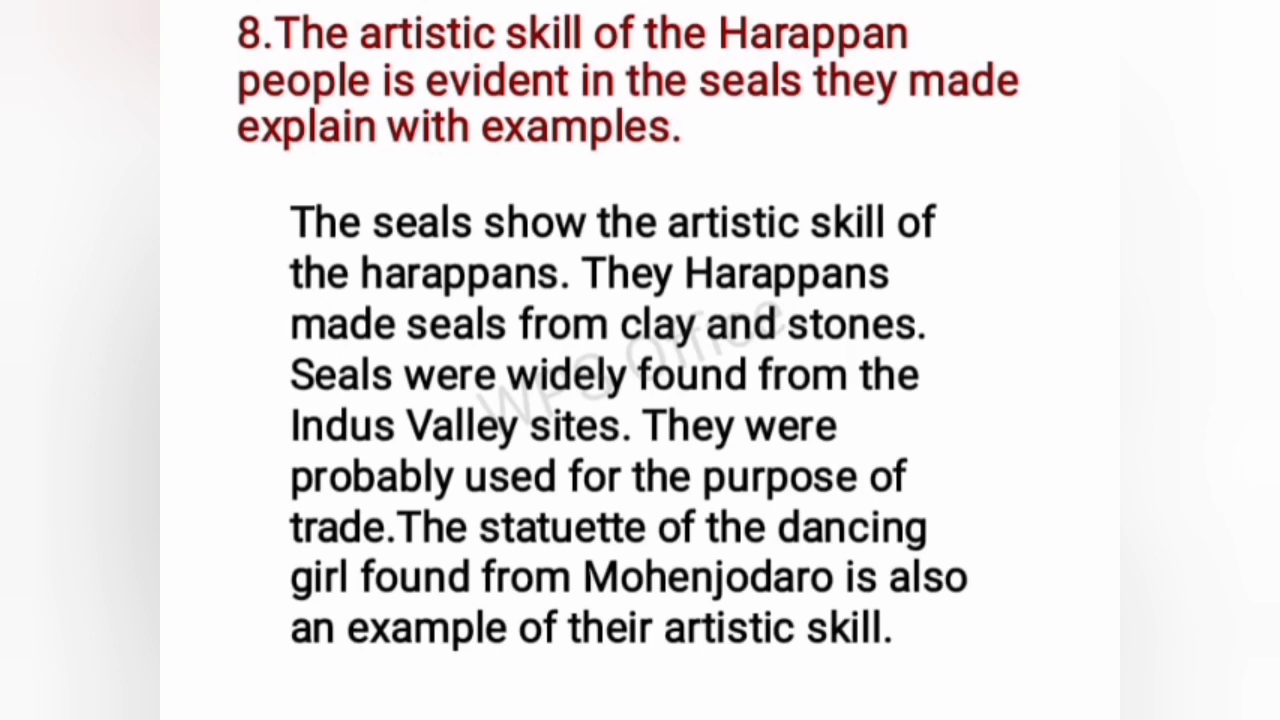 8.The artistic skill of the Harappan
people is evident in the seals they made
explain with examples.
The seals show the artistic skill of
the harappans. They Harappans
made seals from clay and stones.
Seals were widely found from the
Indus Valley sites. They were
probably used for the purpose of
trade.The statuette of the dancing
girl found from Mohenjodaro is also
an example of their artistic skill.
WPS Office